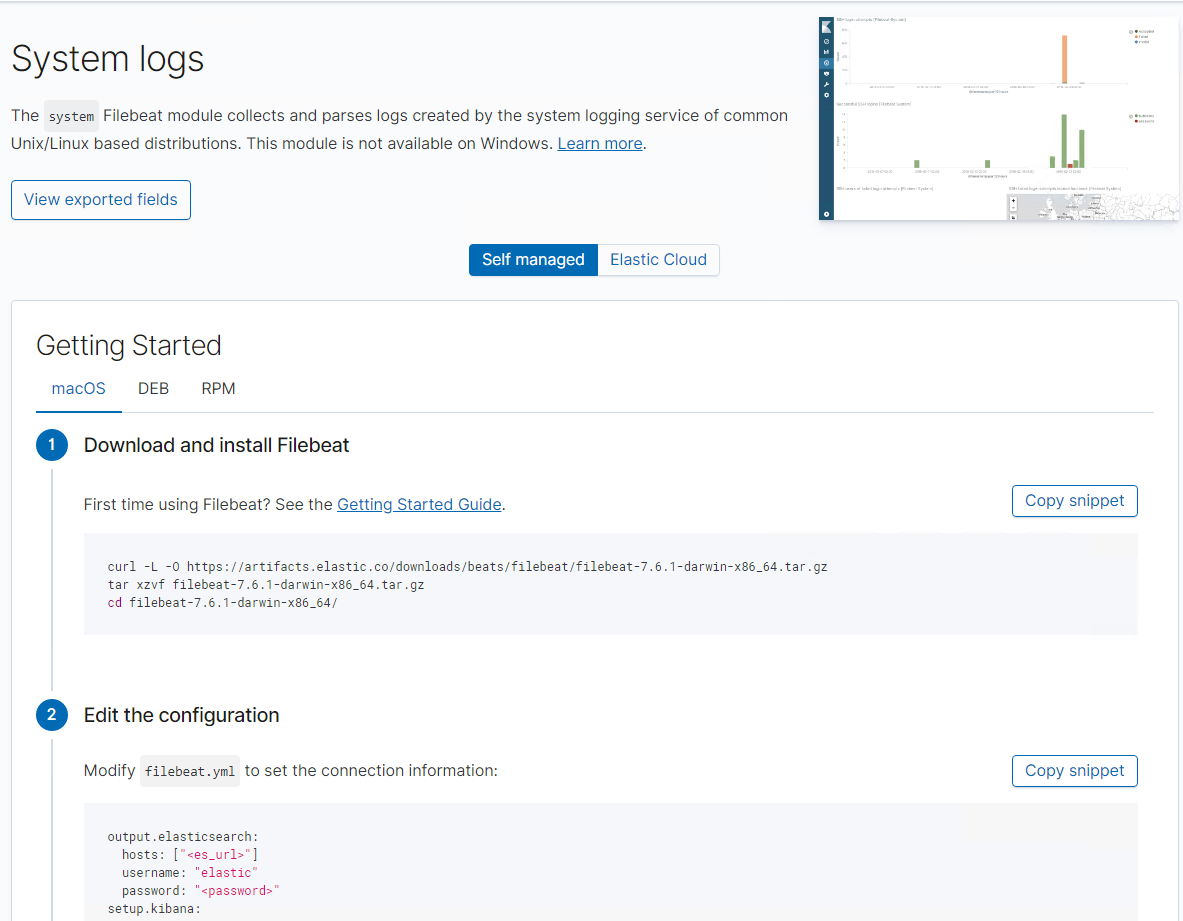 System logs
The system Filebeat module collects and parses logs created by the system logging service of common
Unix/Linux based distributions. This module is not available on Windows. Learn more.
View exported fields
Self managed
Elastic Cloud
Getting Started
macOS DEB RPM
1 Download and install Filebeat
First time using Filebeat? See the Getting Started Guide.
Copy snippet
curl -L -O https://artifacts.elastic.co/downloads/beats/filebeat/filebeat-7.6.1-darwin-x86_64.tar.gz
tar xzvf filebeat-7.6.1-darwin-x86_64.tar.gz
cd filebeat-7.6.1-darwin-x86_64/
2 Edit the configuration
Modify filebeat.yml to set the connection information:
Copy snippet
output.elasticsearch:
hosts: ["<es_url>"]
username: "elastic"
password: "<password>"
setup.kibana: